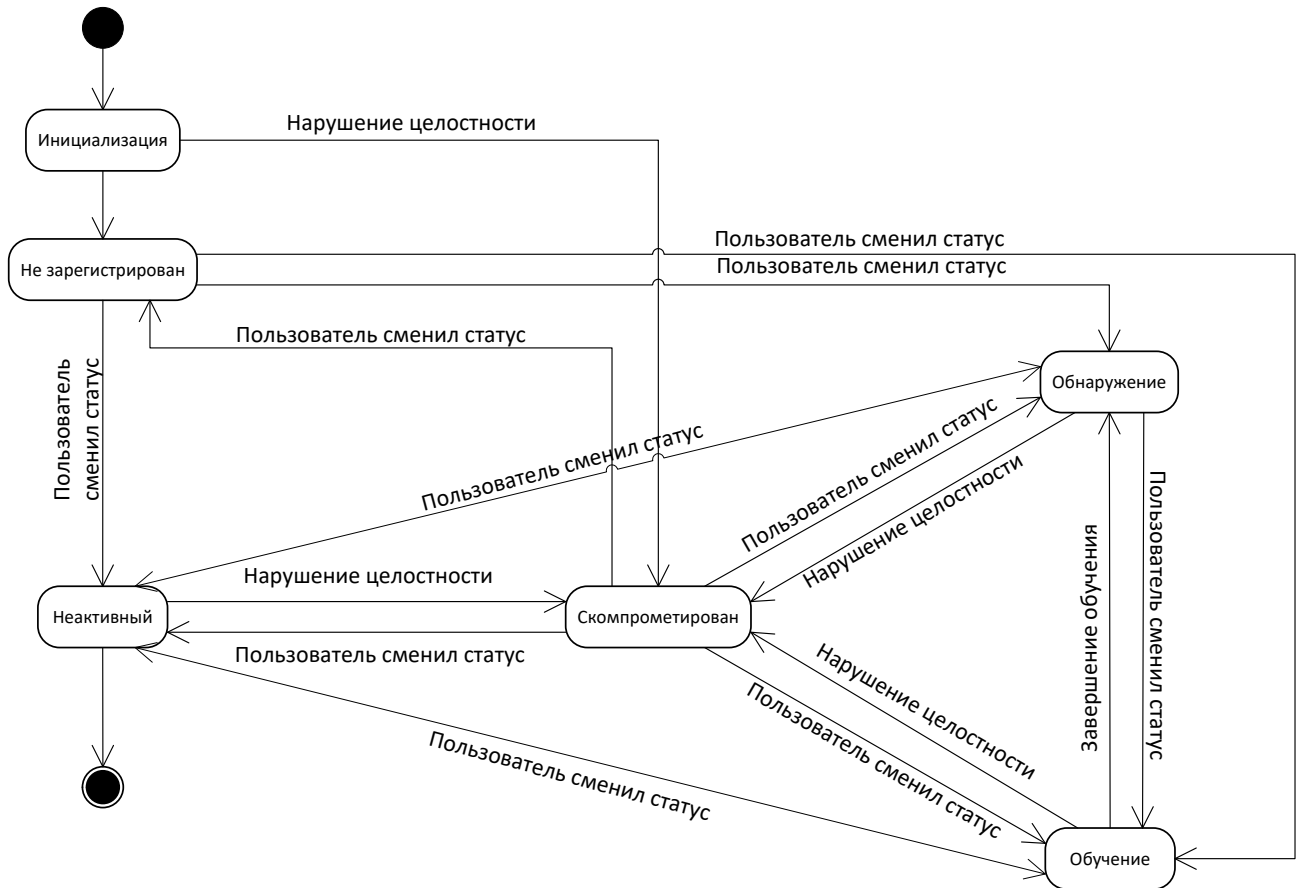 Инициализация
Нарушение целостности
Не зарегистрирован
Пользователь сменил статус
Пользователь сменил статус
Пользователь сменил статус
Пользователь
сменил статус
Обнаружение
Пользователь сменил статус
Пользователь сменил статус
Нарушение целостности
Завершение обучения
Пользователь сменил статус
Неактивный
Нарушение целостности
Скомпрометирован
Пользователь сменил статус
Нарушение целостности
Пользователь сменил статус
Пользователь сменил статус
Обучение